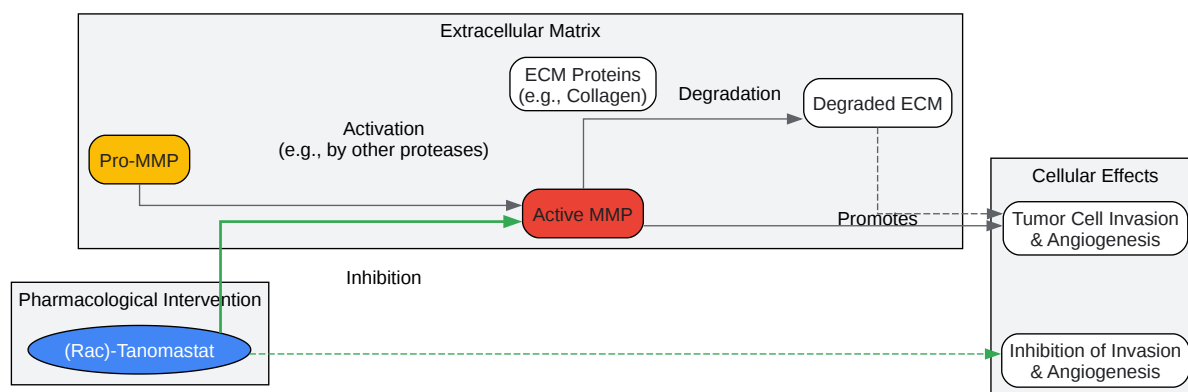 Extracellular Matrix
ECM Proteins
(e.g., Collagen)
Degradation
Degraded ECM
Activation
(e.g., by other proteases)
Pro-MMP
Active MMP
Promotes
Cellular Effects
Tumor Cell Invasion
& Angiogenesis
Inhibition
Pharmacological Intervention
(Rac)-Tanomastat
Inhibition of Invasion
& Angiogenesis